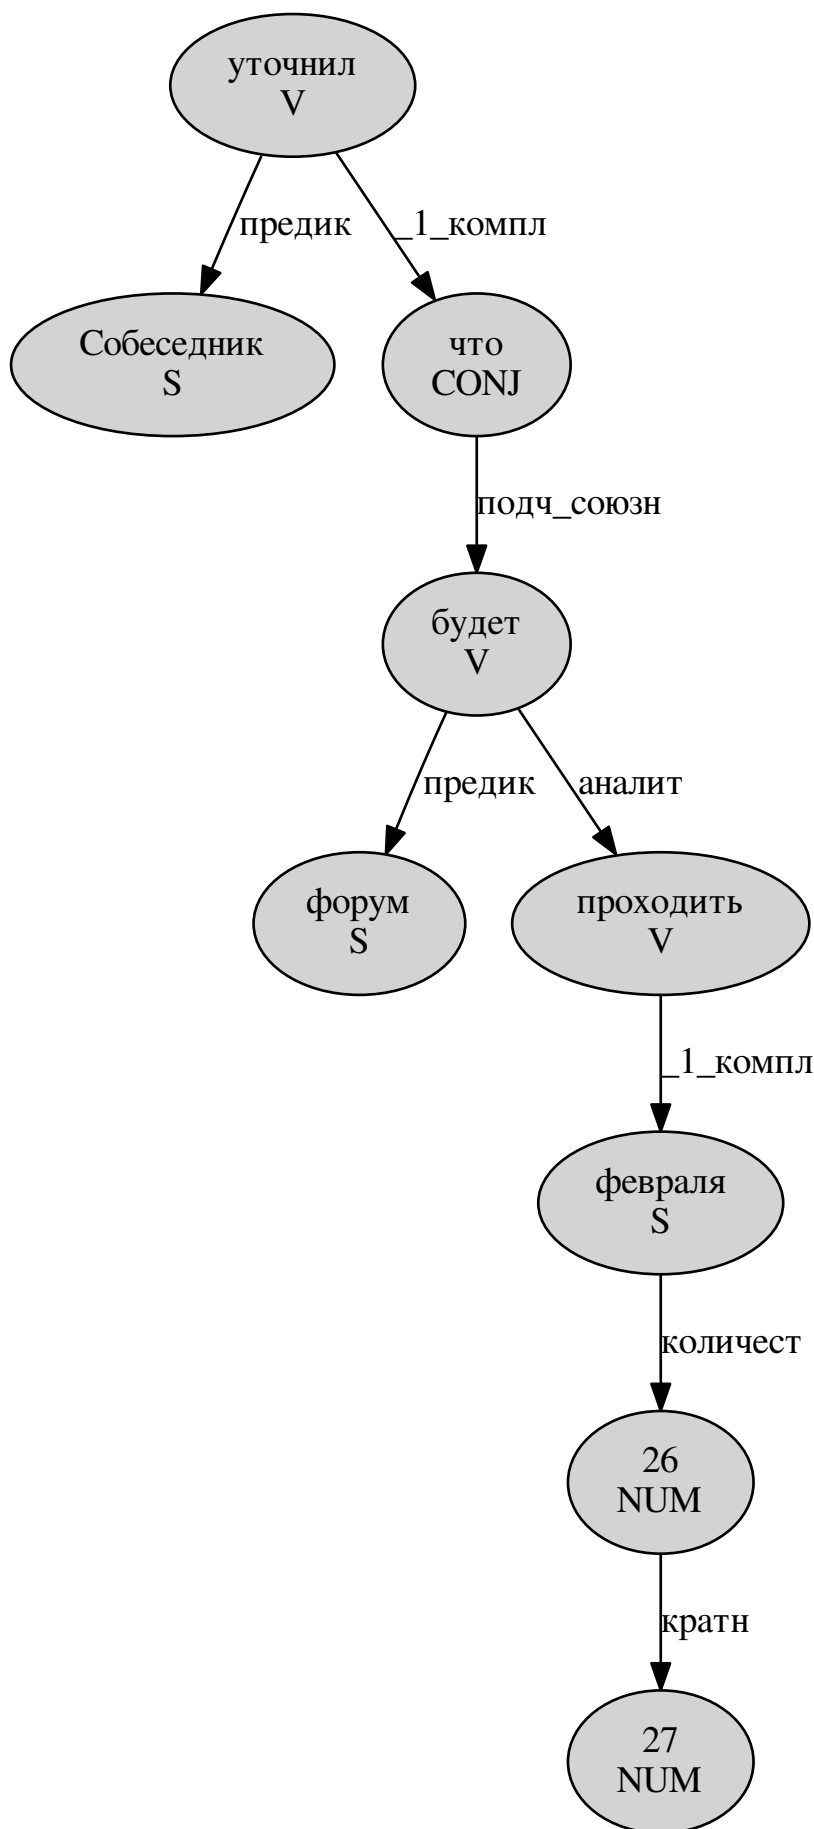 уточнил
V
предик
_1_компл
Собеседник
S
что
CONJ
подч_союзн
будет
V
предик
аналит
форум
S
проходить
V
_1_компл
февраля
S
количест
26
NUM
кратн
27
NUM